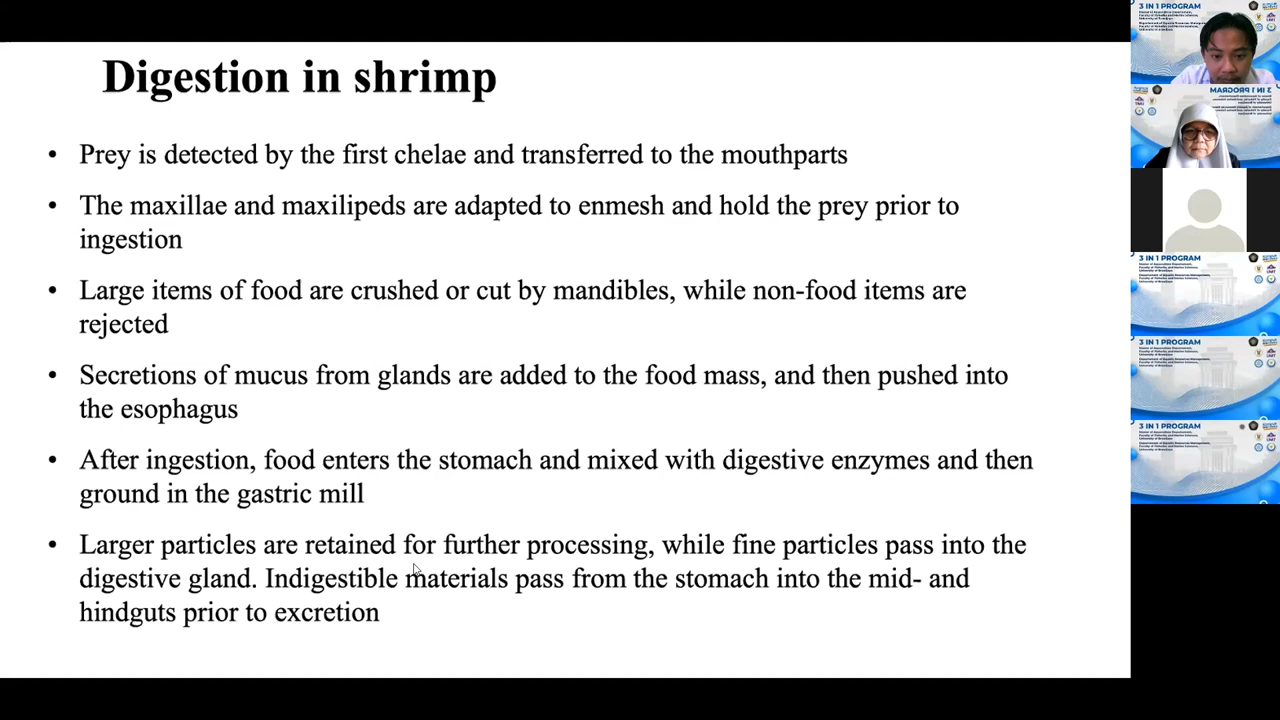 Digestion in shrimp
• Prey is detected by the first chelae and transferred to the mouthparts
• The maxillae and maxilipeds are adapted to enmesh and hold the prey prior to
ingestion
• Large items of food are crushed or cut by mandibles, while non-food items are
rejected
• Secretions of mucus from glands are added to the food mass, and then pushed into
the esophagus
• After ingestion, food enters the stomach and mixed with digestive enzymes and then
ground in the gastric mill
• Larger particles are retained for further processing, while fine particles pass into the
digestive gland. Indigestible materials pass from the stomach into the mid- and
hindguts prior to excretion
3 IN 1 PROGRAM
3 IN 1 PROGRAM
3 IN 1 PROGRAM
3 IN 1 PROGRAM
3 IN 1 PROGRAM